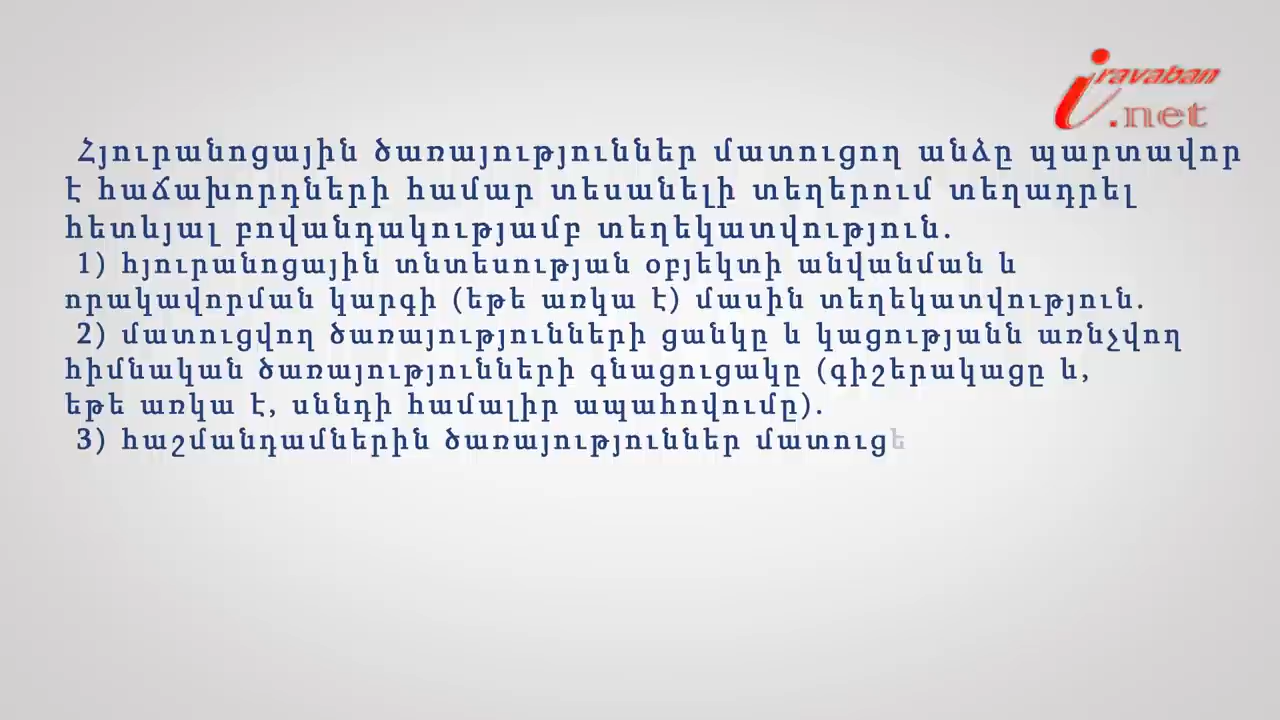 iravaban
.net
Հյուրանոցային ծառայություններ մատուցող անձը պարտավոր
է հաճախորդների համար տեսանելի տեղերում տեղադրել
հետևյալ բովանդակությամբ տեղեկատվություն.
1) հյուրանոցային տնտեսության օբյեկտի անվանման և
որակավորման կարգի (եթե առկա է) մասին տեղեկատվություն.
2) մատուցվող ծառայությունների ցանկը և կացությանն առնչվող
հիմնական ծառայությունների գնացուցակը (գիշերակացը և,
եթե առկա է, սննդի համալիր ապահովումը).
3) հաշմանդամներին ծառայություններ մատուցե